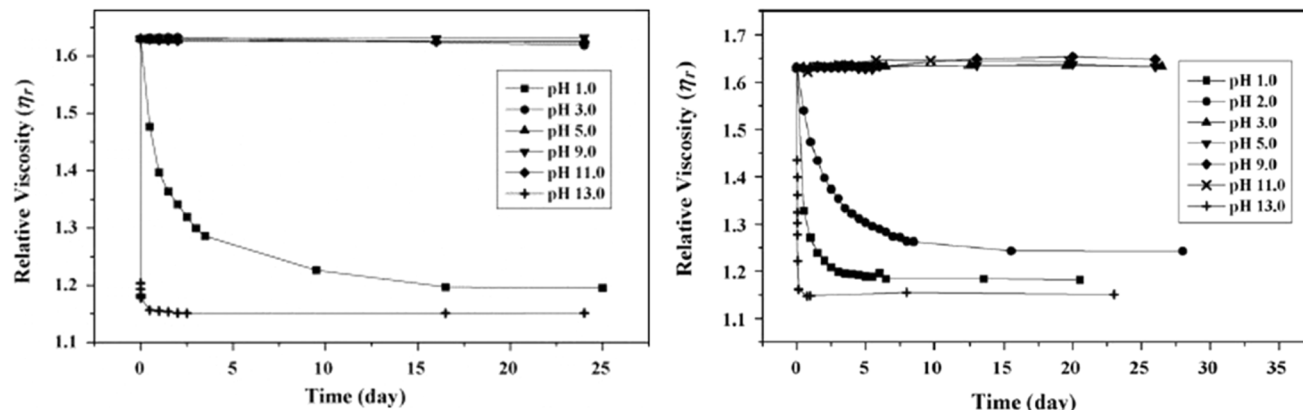 1.6
1.5
1.4
1.3
1.2
1.1
Relative Viscosity (ηr)
pH 1.0
pH 3.0
pH 5.0
pH 9.0
pH 11.0
pH 13.0
0 5 10 15 20 25
Time (day)
1.7
1.6
1.5
1.4
1.3
1.2
1.1
Relative Viscosity (ηr)
pH 1.0
pH 2.0
pH 3.0
pH 5.0
pH 9.0
pH 11.0
pH 13.0
0 5 10 15 20 25 30 35
Time (day)